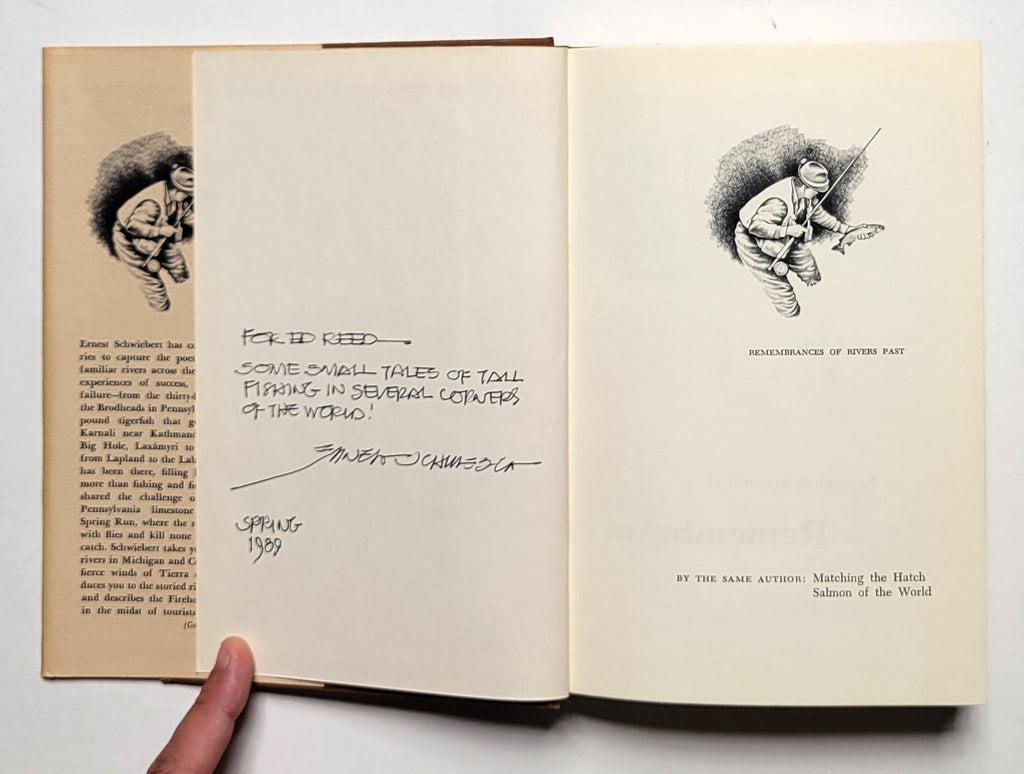 Ernest Schwiebert has co
ries to capture the poet
familiar rivers across the
experiences of success,
failure—from the thirty-
the Brodheads in Pennsyl
pound tigerfish that g
Karnali near Kathmand
Big Hole, Laxámyri to
from Lapland to the Lab
has been there, filling
more than fishing and fi
shared the challenge o
Pennsylvania limestone
Spring Run, where the r
with flies and kill none
catch. Schwiebert takes y
rivers in Michigan and C
fierce winds of Tierra
duces you to the storied ri
and describes the Fireho
in the midst of tourists
(Co
FOR ED REED
SOME SMALL TALES OF TALL
FISHING IN SEVERAL CORNERS
OF THE WORLD!
SPRING
1989
REMEMBRANCES OF RIVERS PAST
BY THE SAME AUTHOR: Matching the Hatch
Salmon of the World